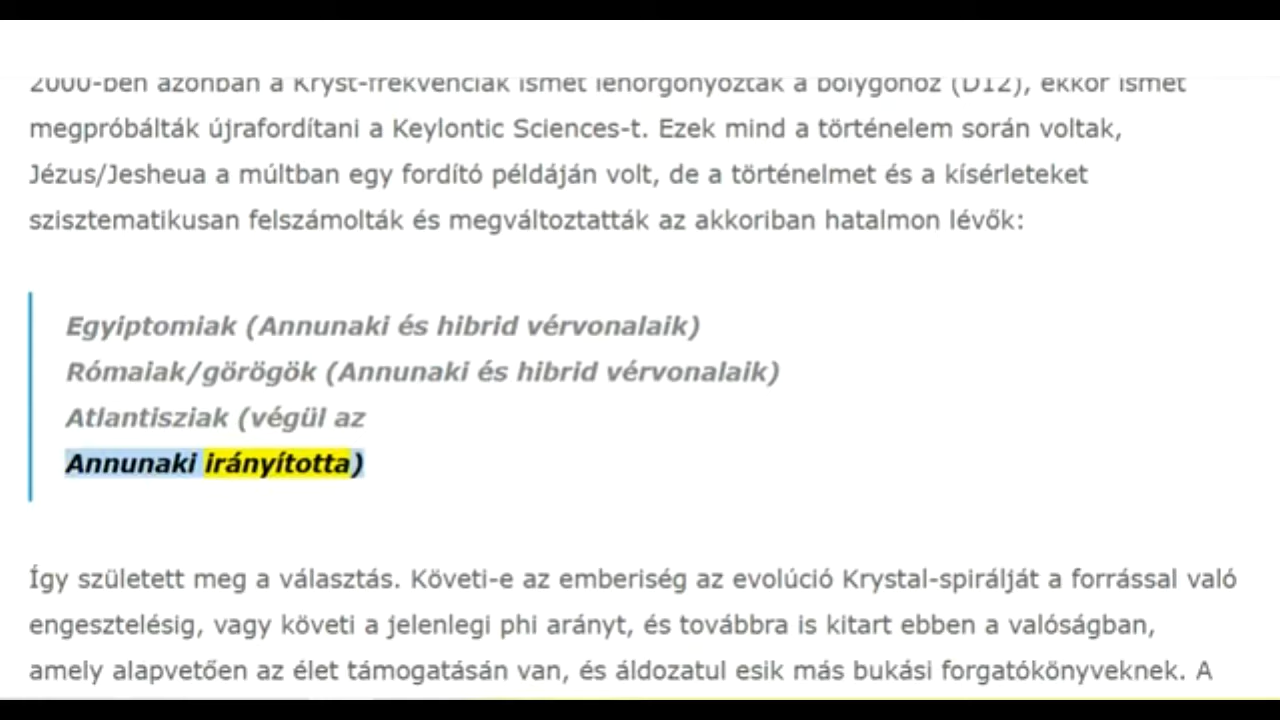 2000-ben azonban a Kryst-frekvenciák ismét lehorgonyozták a bolygóhoz (D12), ekkor ismét
megpróbálták újrafordítani a Keylontic Sciences-t. Ezek mind a történelem során voltak,
Jézus/Jesheua a múltban egy fordító példáján volt, de a történelmet és a kísérleteket
szisztematikusan felszámolták és megváltoztatták az akkoriban hatalmon lévők:
Egyiptomiak (Annunaki és hibrid vérvonalaik)
Rómaiak/görögök (Annunaki és hibrid vérvonalaik)
Atlantisziak (végül az
Annunaki irányította)
Így született meg a választás. Követi-e az emberiség az evolúció Krystal-spirálját a forrással való
engesztelésig, vagy követi a jelenlegi phi arányt, és továbbra is kitart ebben a valóságban,
amely alapvetően az élet támogatásán van, és áldozatul esik más bukási forgatókönyveknek. A